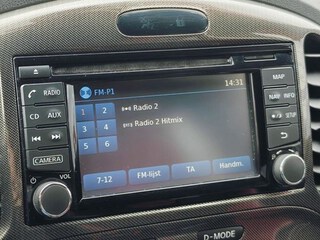 FM-P1 14:31
RADIO MAP
CD AUX NAV INFO
SETUP
CAMERA
VOL
1 2 Radio 2
3 4 Radio 2 Hitmix
5 6
7-12 FM-lijst TA Handm.
D-MODE